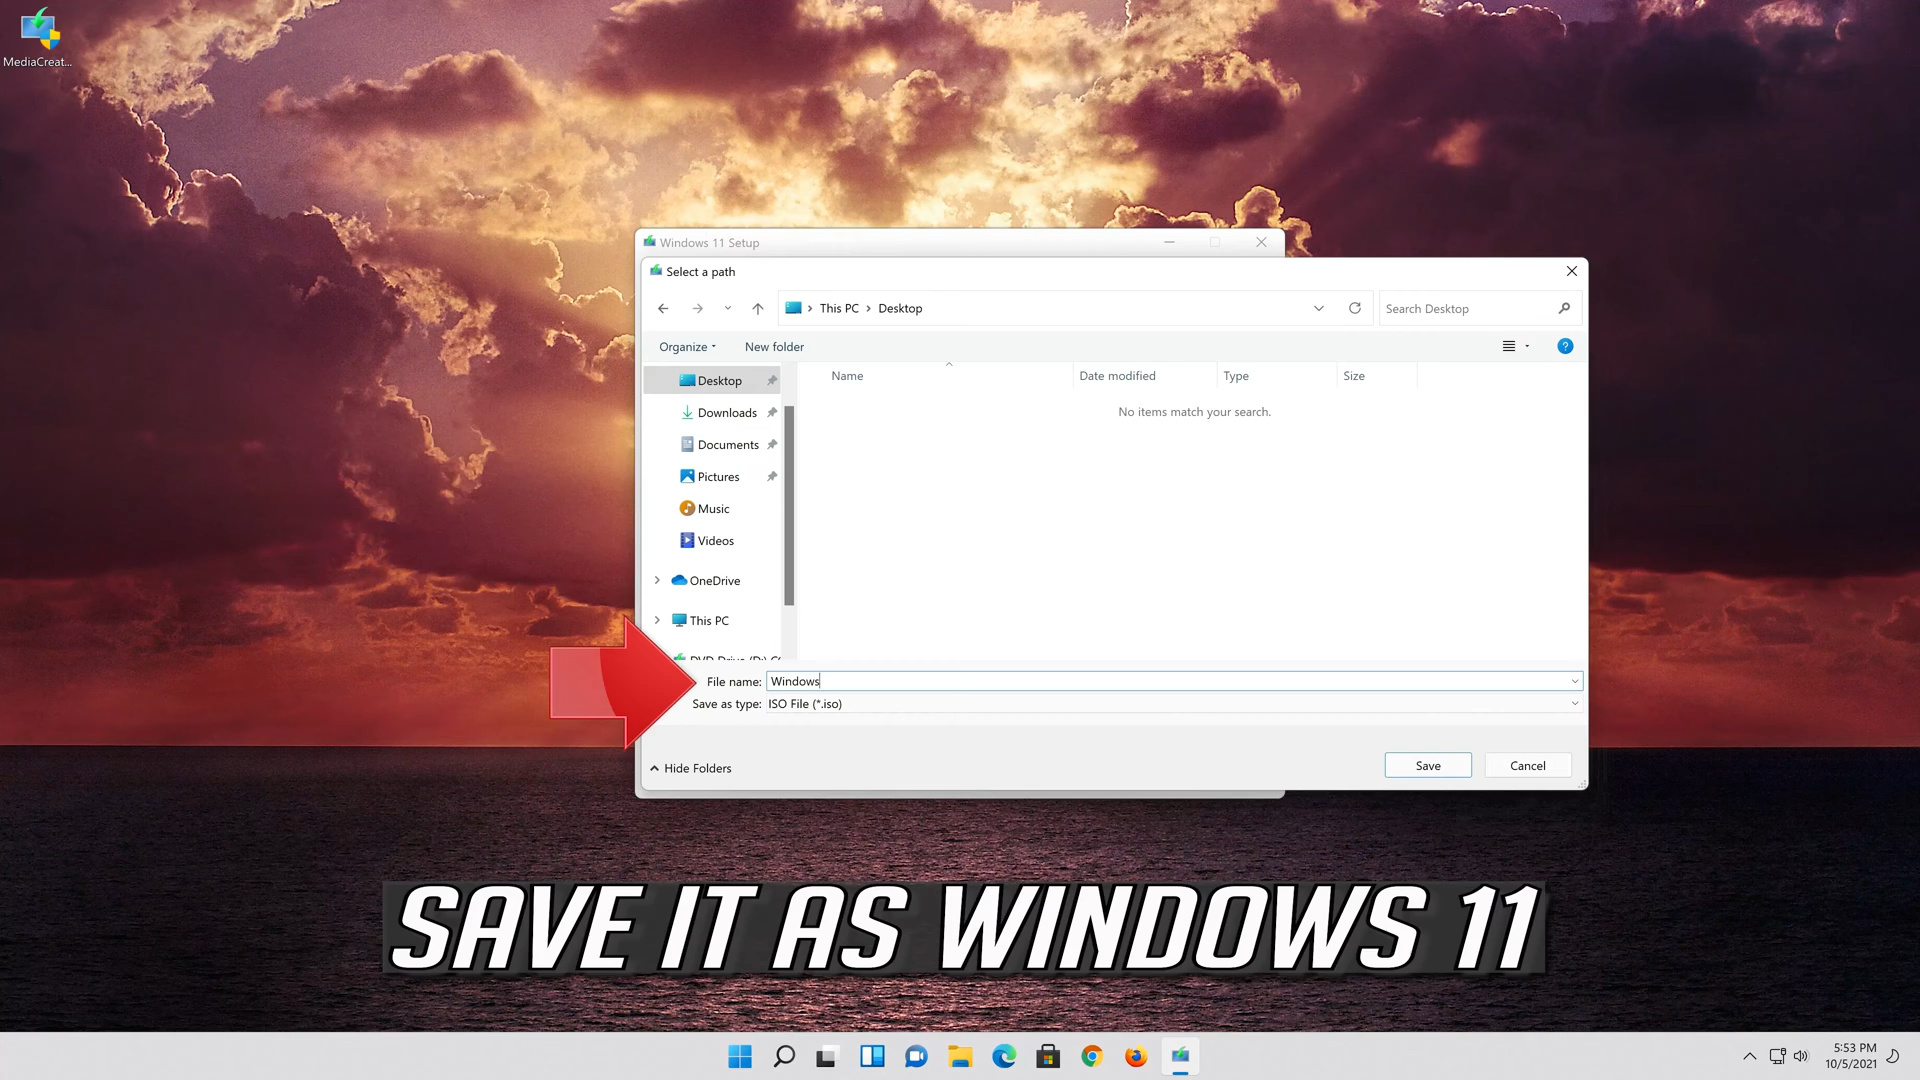 MediaCreat...
Windows 11 Setup
Select a path
This PC
Desktop
Search Desktop
Organize
New folder
?
Name
Date modified
Type
Size
No items match your search.
Desktop
Downloads
Documents
Pictures
Music
Videos
OneDrive
This PC
File name:
Windows
Save as type:
ISO File (*.iso)
Hide Folders
Save
Cancel
SAVE IT AS WINDOWS 11
5:53 PM
10/5/2021